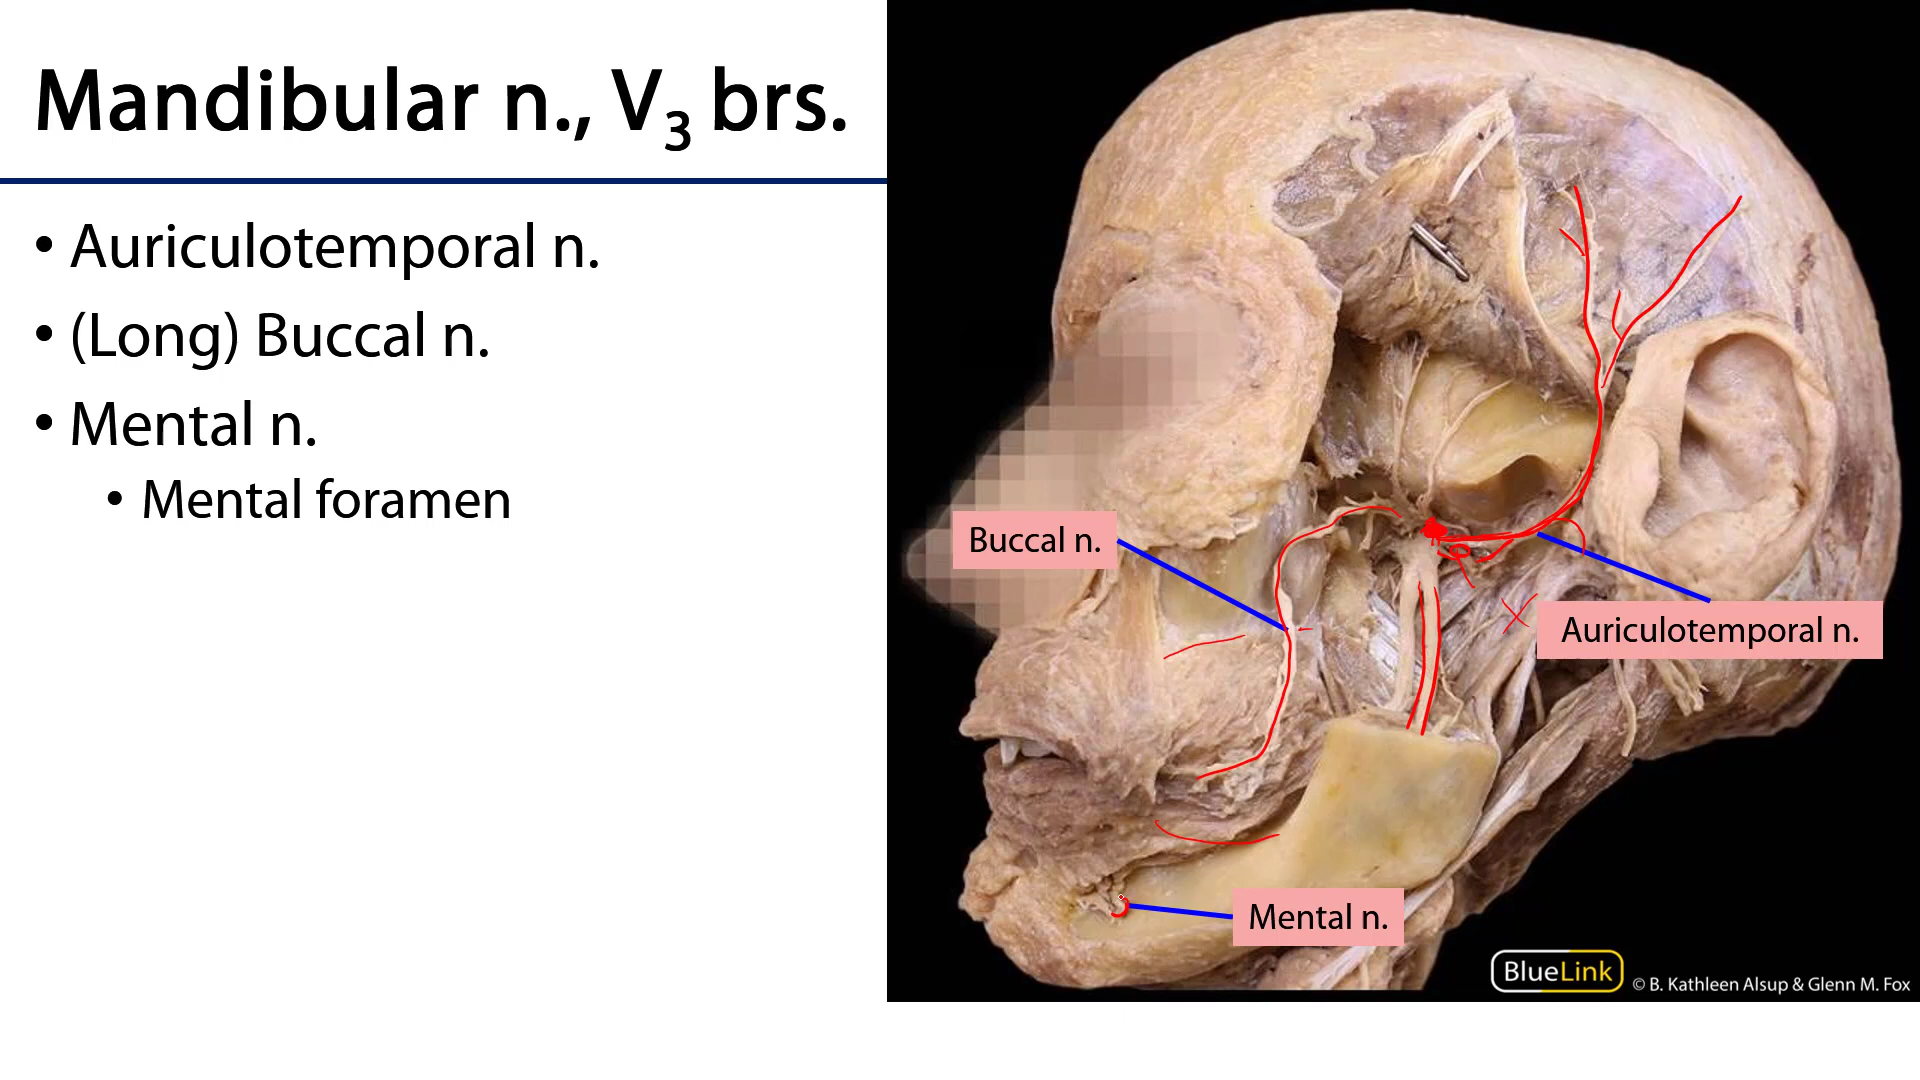 Mandibular n., V3 brs.
• Auriculotemporal n.
• (Long) Buccal n.
• Mental n.
• Mental foramen
Buccal n.
Auriculotemporal n.
Mental n.
BlueLink
© B. Kathleen Alsup & Glenn M. Fox